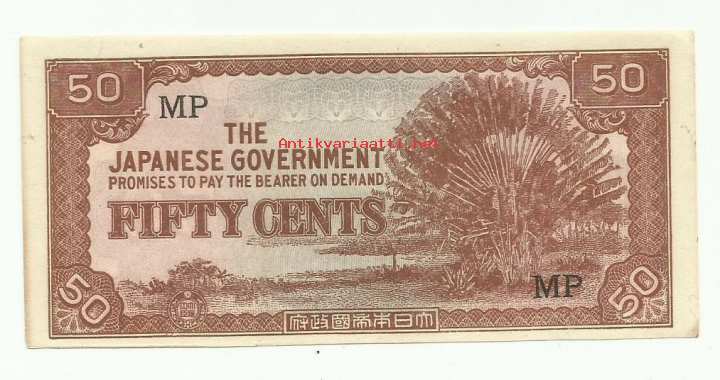 50
50
MP
THE
Antikvariaatti.net
JAPANESE GOVERNMENT
PROMISES TO PAY THE BEARER ON DEMAND
FIFTY CENTS
MP
50
50
府政國帝本日大